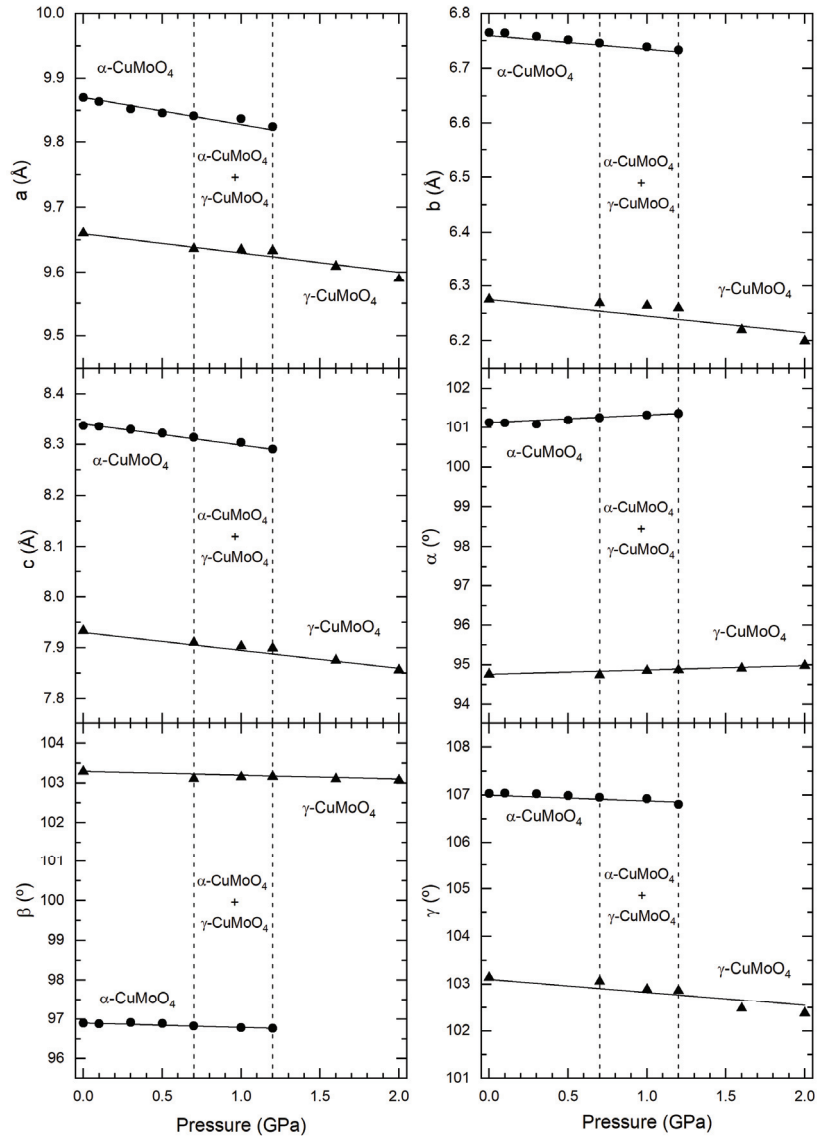 10.0
9.9
9.8
9.7
9.6
9.5
a (Å)
α-CuMoO4
α-CuMoO4
+
γ-CuMoO4
γ-CuMoO4
6.8
6.7
6.6
6.5
6.4
6.3
6.2
b (Å)
α-CuMoO4
α-CuMoO4
+
γ-CuMoO4
γ-CuMoO4
8.4
8.3
8.2
8.1
8.0
7.9
7.8
c (Å)
α-CuMoO4
α-CuMoO4
+
γ-CuMoO4
γ-CuMoO4
102
101
100
99
98
97
96
95
94
α (º)
α-CuMoO4
α-CuMoO4
+
γ-CuMoO4
γ-CuMoO4
104
103
102
101
100
99
98
97
96
β (º)
γ-CuMoO4
α-CuMoO4
+
γ-CuMoO4
α-CuMoO4
0.0 0.5 1.0 1.5 2.0
Pressure (GPa)
108
107
106
105
104
103
102
101
γ (º)
α-CuMoO4
α-CuMoO4
+
γ-CuMoO4
γ-CuMoO4
0.0 0.5 1.0 1.5 2.0
Pressure (GPa)